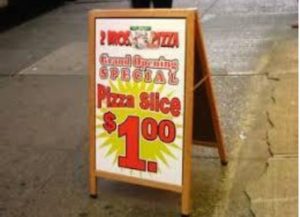 2 BROS. PIZZA
Grand Opening
SPECIAL
Pizza Slice
$1.00